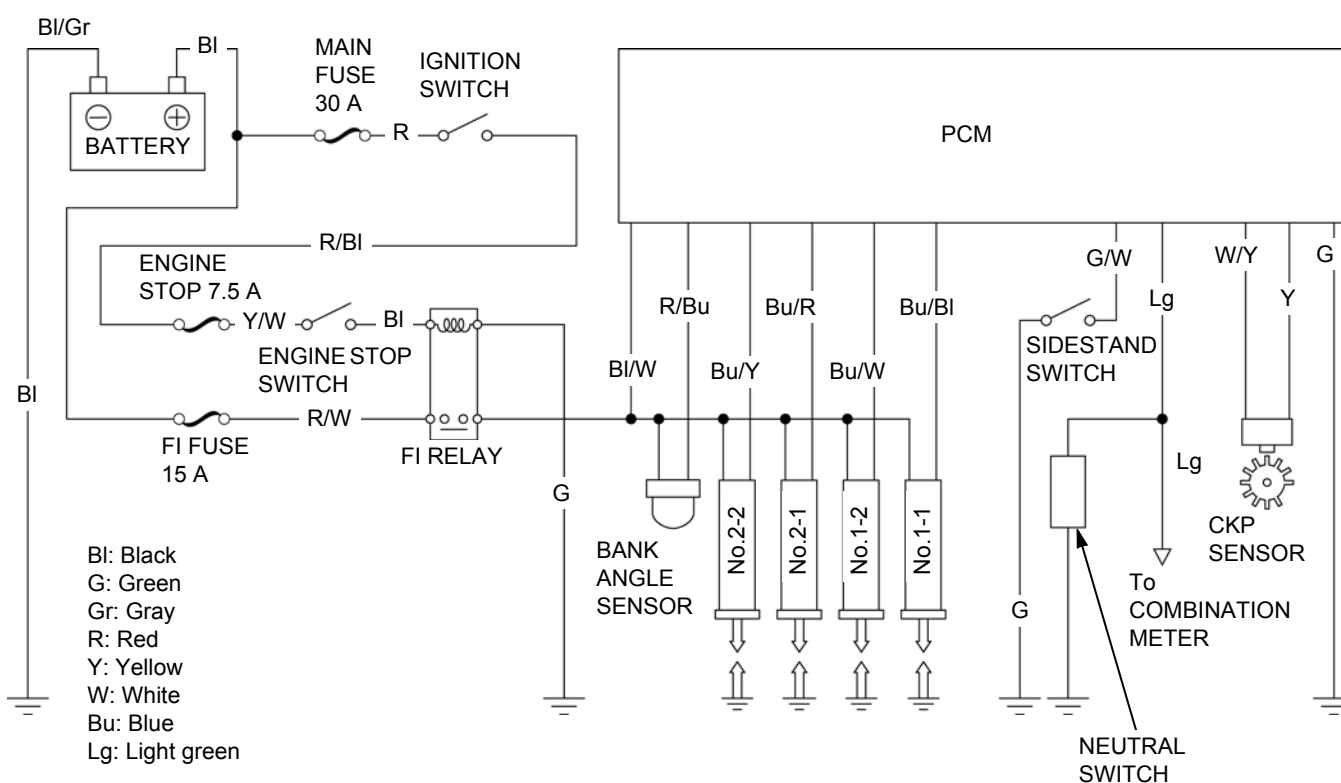 Bl/Gr
Bl
MAIN
FUSE
30 A
IGNITION
SWITCH
R
BATTERY
PCM
R/Bl
ENGINE
STOP 7.5 A
Y/W
Bl
ENGINE STOP
SWITCH
Bl
FI FUSE
15 A
R/W
FI RELAY
G
Bl/W
R/Bu
Bu/Y
Bu/R
Bu/W
Bu/Bl
G/W
Lg
W/Y
Y
G
SIDESTAND
SWITCH
BANK
ANGLE
SENSOR
No.2-2
No.2-1
No.1-2
No.1-1
G
Lg
CKP
SENSOR
To
COMBINATION
METER
NEUTRAL
SWITCH
Bl: Black
G: Green
Gr: Gray
R: Red
Y: Yellow
W: White
Bu: Blue
Lg: Light green